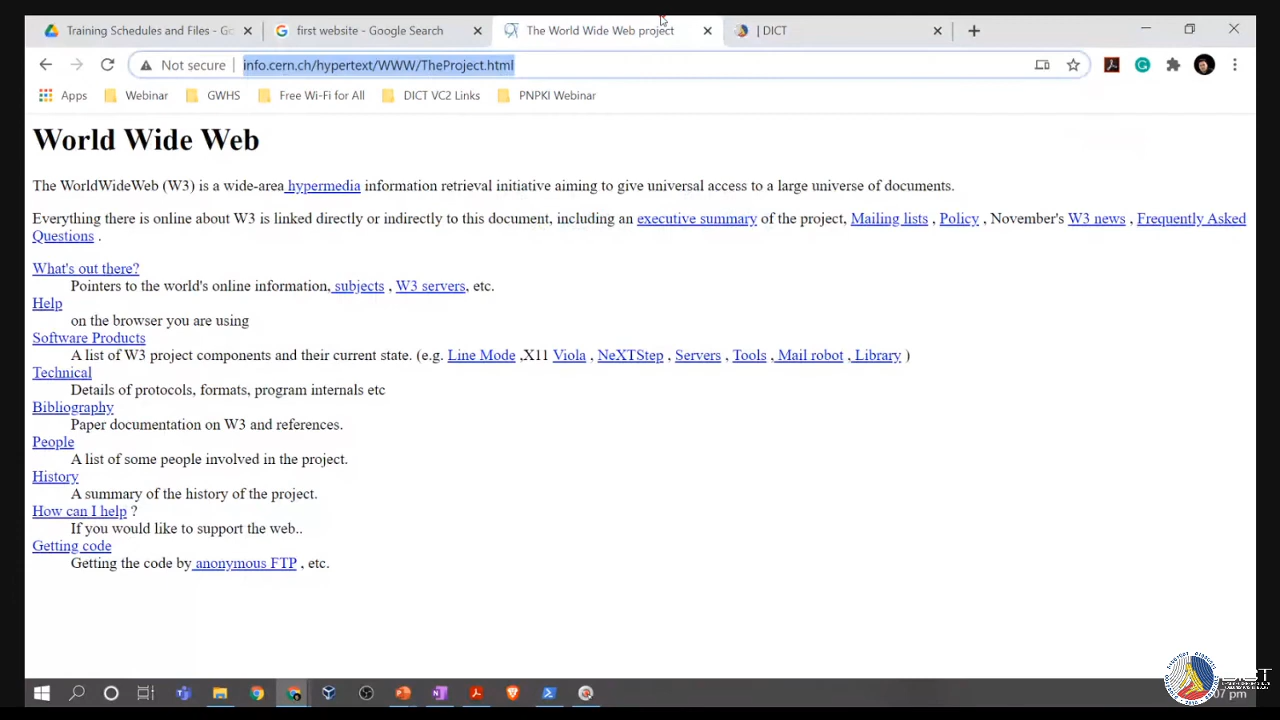 Training Schedules and Files - Go
first website - Google Search
The World Wide Web project
| DICT
Not secure
info.cern.ch/hypertext/WWW/TheProject.html
Apps
Webinar
GWHS
Free Wi-Fi for All
DICT VC2 Links
PNPKI Webinar
World Wide Web
The WorldWideWeb (W3) is a wide-area hypermedia information retrieval initiative aiming to give universal access to a large universe of documents.
Everything there is online about W3 is linked directly or indirectly to this document, including an executive summary of the project, Mailing lists , Policy , November's W3 news , Frequently Asked
Questions .
What's out there?
Pointers to the world's online information, subjects , W3 servers, etc.
Help
on the browser you are using
Software Products
A list of W3 project components and their current state. (e.g. Line Mode ,X11 Viola , NeXTStep , Servers , Tools , Mail robot , Library )
Technical
Details of protocols, formats, program internals etc
Bibliography
Paper documentation on W3 and references.
People
A list of some people involved in the project.
History
A summary of the history of the project.
How can I help ?
If you would like to support the web..
Getting code
Getting the code by anonymous FTP , etc.
DICT
:07 pm